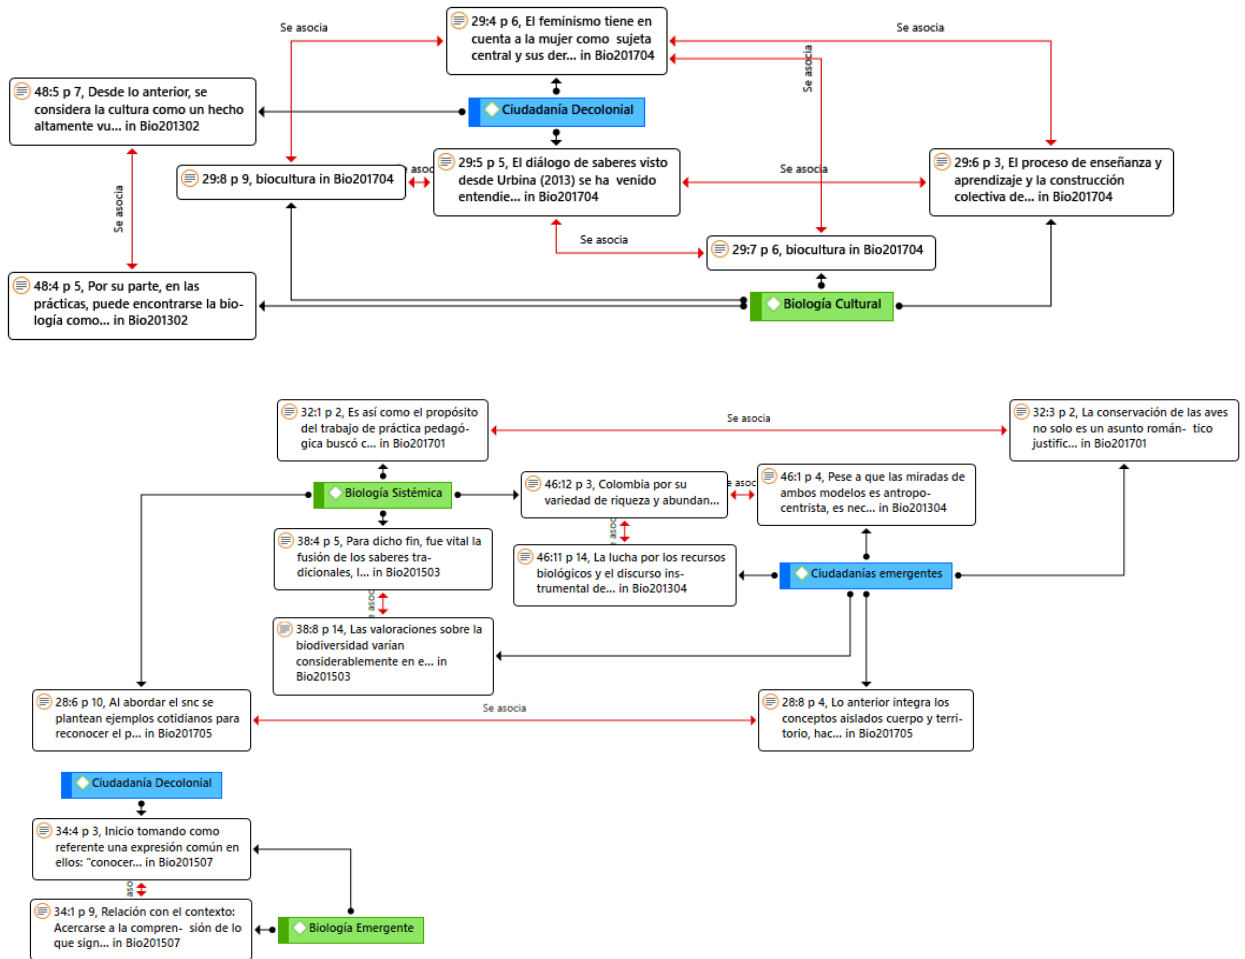 Se asocia
29:4 p 6, El feminismo tiene en
cuenta a la mujer como sujeta
central y sus der... in Bio201704
Se asocia
Se asocia
48:5 p 7, Desde lo anterior, se
considera la cultura como un hecho
altamente vu... in Bio201302
Ciudadanía Decolonial
29:8 p 9, biocultura in Bio201704
29:5 p 5, El diálogo de saberes visto
desde Urbina (2013) se ha venido
entendie... in Bio201704
Se asocia
29:6 p 3, El proceso de enseñanza y
aprendizaje y la construcción
colectiva de... in Bio201704
Se asocia
Se asocia
29:7 p 6, biocultura in Bio201704
48:4 p 5, Por su parte, en las
prácticas, puede encontrarse la bio-
logía como... in Bio201302
Biología Cultural
32:1 p 2, Es así como el propósito
del trabajo de práctica pedagó-
gica buscó c... in Bio201701
Se asocia
32:3 p 2, La conservación de las aves
no solo es un asunto román- tico
justific... in Bio201701
Biología Sistémica
46:12 p 3, Colombia por su
variedad de riqueza y abundan...
e asoc
46:1 p 4, Pese a que las miradas de
ambos modelos es antropo-
centrista, es nec... in Bio201304
38:4 p 5, Para dicho fin, fue vital la
fusión de los saberes tra-
dicionales, l... in Bio201503
46:11 p 14, La lucha por los recursos
biológicos y el discurso ins-
trumental de... in Bio201304
Ciudadanías emergentes
38:8 p 14, Las valoraciones sobre la
biodiversidad varían
considerablemente en e... in
Bio201503
28:6 p 10, Al abordar el snc se
plantean ejemplos cotidianos para
reconocer el p... in Bio201705
Se asocia
28:8 p 4, Lo anterior integra los
conceptos aislados cuerpo y terri-
torio, hac... in Bio201705
Ciudadanía Decolonial
34:4 p 3, Inicio tomando como
referente una expresión común en
ellos: “conocer... in Bio201507
aso
34:1 p 9, Relación con el contexto:
Acercarse a la compren- sión de lo
que sign... in Bio201507
Biología Emergente